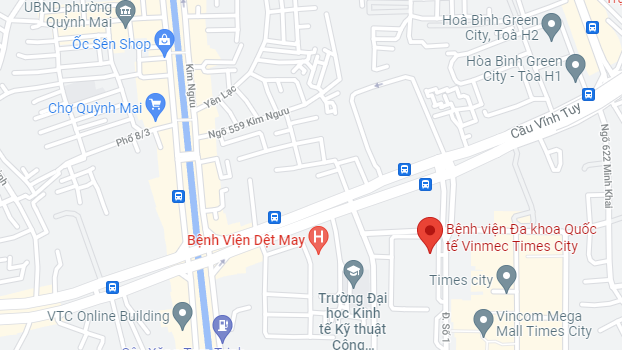 UBND phường
Quỳnh Mai
Ốc Sên Shop
Chợ Quỳnh Mai
Phố 8/3
Kim Ngưu
Yên Lạc
Ngõ 559 Kim Ngưu
Hoà Bình Green
City, Toà H2
Hòa Bình Green
City - Tòa H1
Cầu Vĩnh Tuy
Ngõ 622 Minh Khai
Bệnh Viện Dệt May
Bệnh viện Đa khoa Quốc
tế Vinmec Times City
Times city
Trường Đại
học Kinh
tế Kỹ thuật
Công...
Đ. Số 1
Vincom Mega
Mall Times City
VTC Online Building